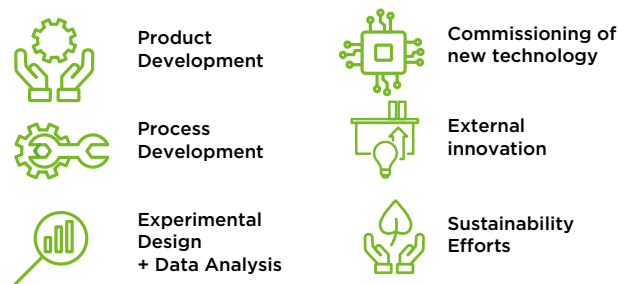 Product
Development
Process
Development
Experimental
Design
+ Data Analysis
Commissioning of
new technology
External
innovation
Sustainability
Efforts